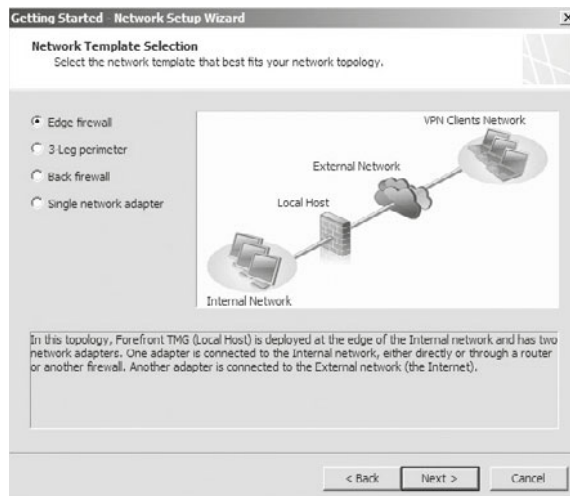 Getting Started - Network Setup Wizard
Network Template Selection
Select the network template that best fits your network topology.
Edge firewall
3-Leg perimeter
Back firewall
Single network adapter
VPN Clients Network
External Network
Local Host
Internal Network
In this topology, Forefront TMG (Local Host) is deployed at the edge of the Internal network and has two
network adapters. One adapter is connected to the Internal network, either directly or through a router
or another firewall. Another adapter is connected to the External network (the Internet).
< Back
Next >
Cancel